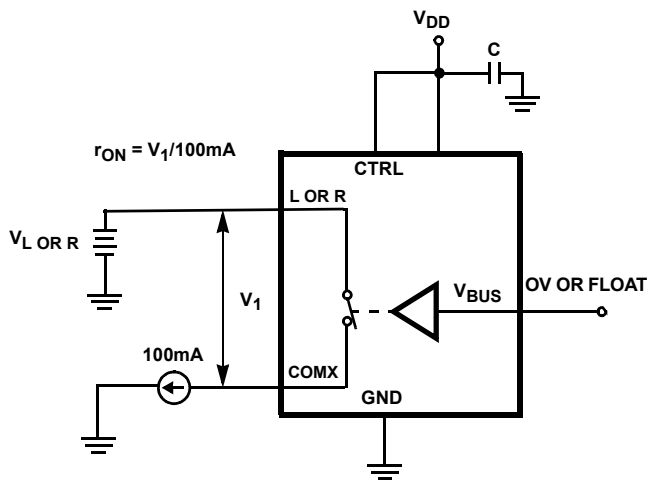 VDD
C
rON = V1/100mA
CTRL
L OR R
VL OR R
V1
VBUS
0V OR FLOAT
100mA
COMX
GND